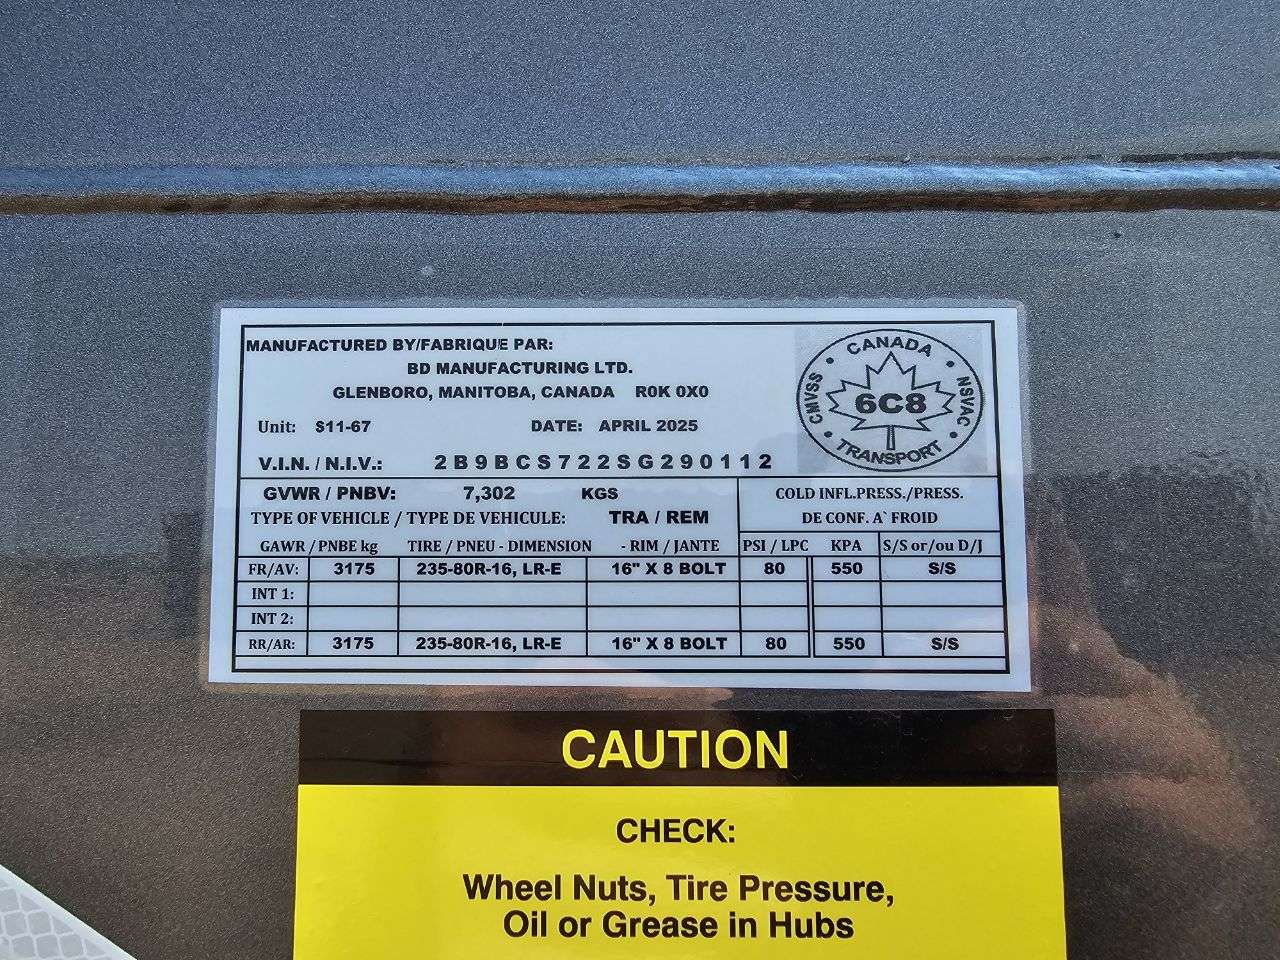 MANUFACTURED BY/FABRIQUE PAR:
BD MANUFACTURING LTD.
GLENBORO, MANITOBA, CANADA R0K 0X0
Unit: S11-67 DATE: APRIL 2025
V.I.N. / N.I.V.: 2B9BCS722SG290112
CANADA
CMVSS 6C8 NSVAC
TRANSPORT
GVWR / PNBV: 7,302 KGS COLD INFL.PRESS./PRESS.
TYPE OF VEHICLE / TYPE DE VEHICULE: TRA / REM DE CONF. A` FROID
GAWR / PNBE kg TIRE / PNEU - DIMENSION - RIM / JANTE PSI / LPC KPA S/S or/ou D/J
FR/AV: 3175 235-80R-16, LR-E 16" X 8 BOLT 80 550 S/S
INT 1:
INT 2:
RR/AR: 3175 235-80R-16, LR-E 16" X 8 BOLT 80 550 S/S
CAUTION
CHECK:
Wheel Nuts, Tire Pressure,
Oil or Grease in Hubs